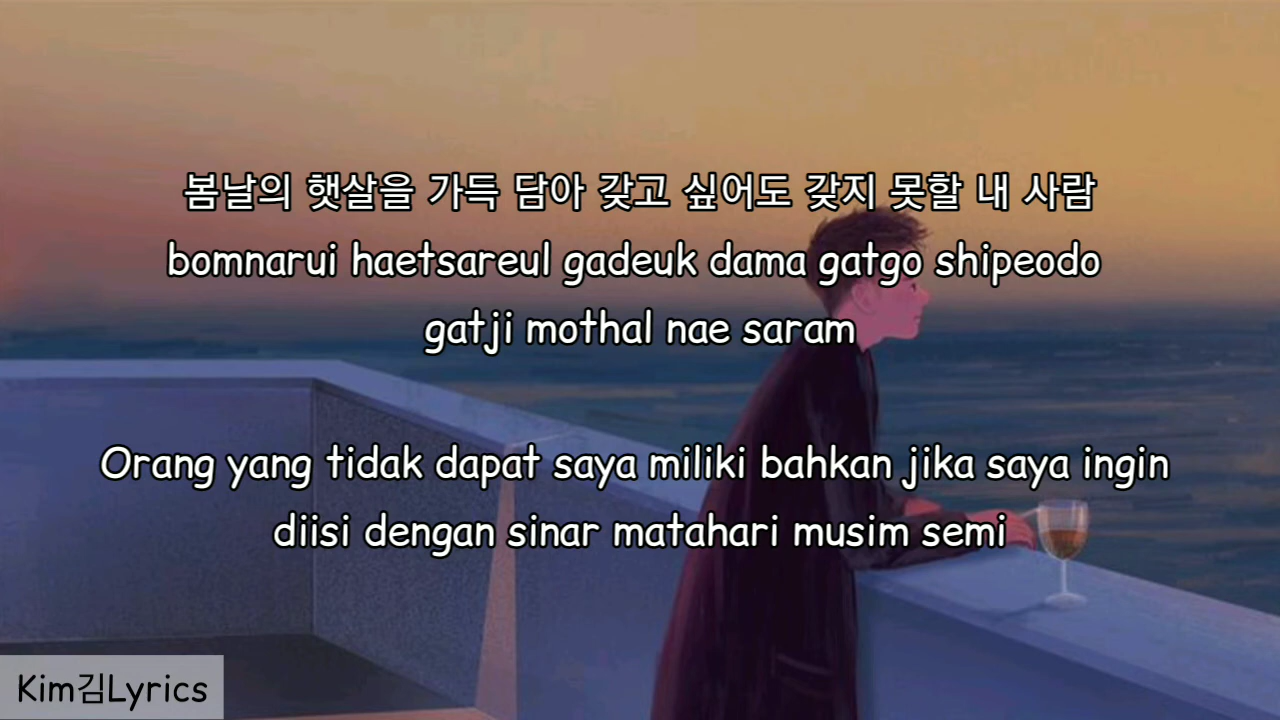 봄날의 햇살을 가득 담아 갖고 싶어도 갖지 못할 내 사람
bomnarui haetsareul gadeuk dama gatgo shipeodo
gatji mothal nae saram
Orang yang tidak dapat saya miliki bahkan jika saya ingin
diisi dengan sinar matahari musim semi
Kim김Lyrics